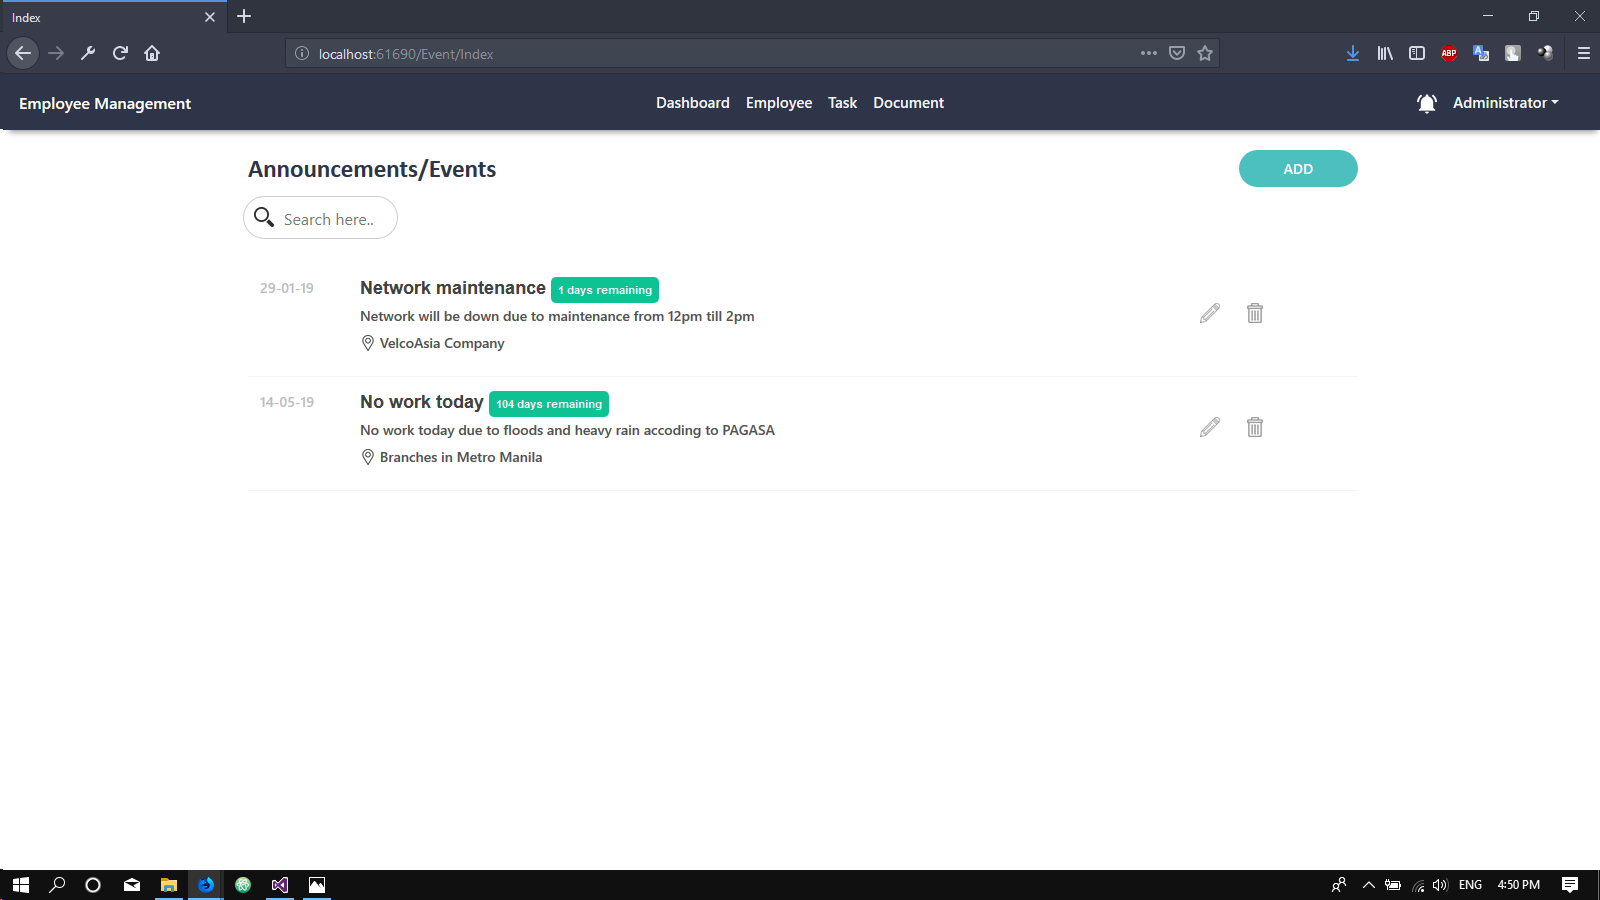 Index
localhost:61690/Event/Index
ABP
Employee Management
Dashboard Employee Task Document
Administrator
Announcements/Events
ADD
Search here..
29-01-19
Network maintenance 1 days remaining
Network will be down due to maintenance from 12pm till 2pm
VelcoAsia Company
14-05-19
No work today 104 days remaining
No work today due to floods and heavy rain accoding to PAGASA
Branches in Metro Manila
ENG 4:50 PM